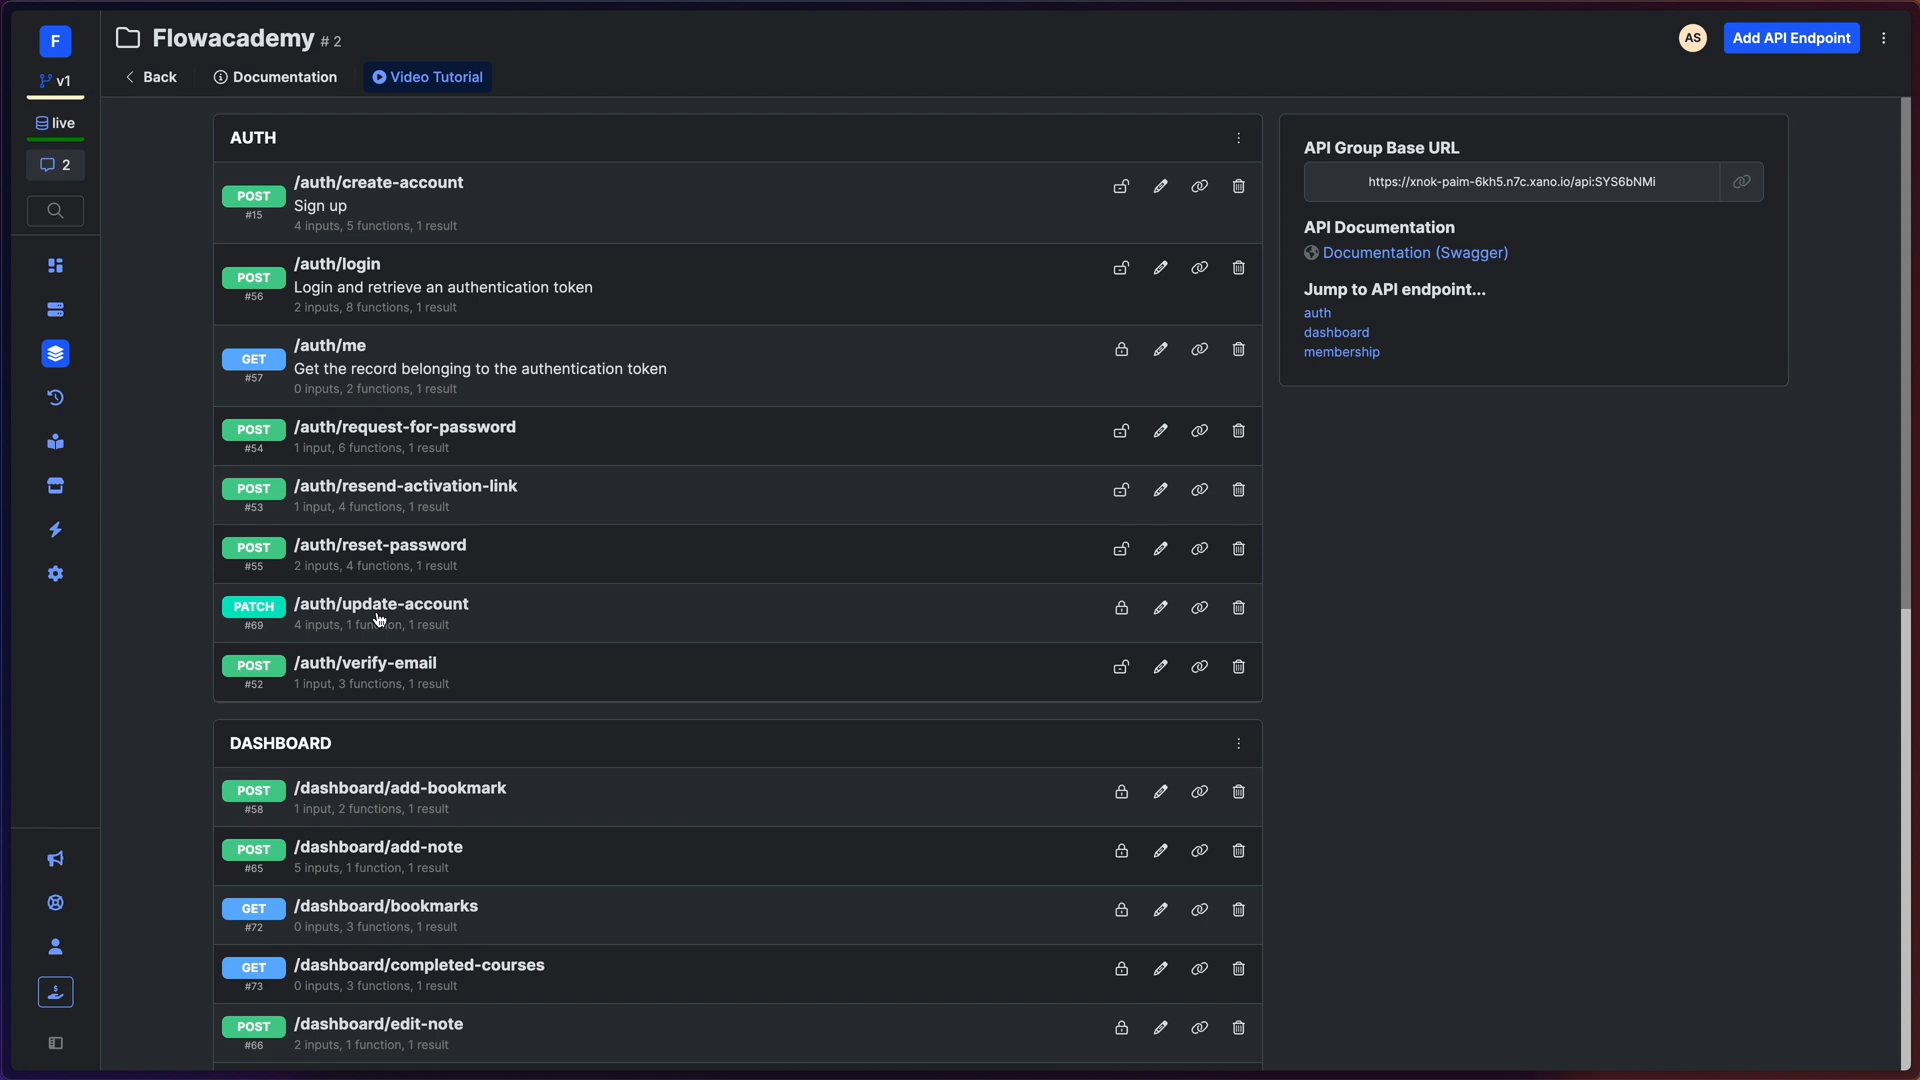 F
Flowacademy # 2
AS
Add API Endpoint
v1
Back
Documentation
Video Tutorial
live
2
AUTH
POST
#15
/auth/create-account
Sign up
4 inputs, 5 functions, 1 result
POST
#56
/auth/login
Login and retrieve an authentication token
2 inputs, 8 functions, 1 result
GET
#57
/auth/me
Get the record belonging to the authentication token
0 inputs, 2 functions, 1 result
POST
#54
/auth/request-for-password
1 input, 6 functions, 1 result
POST
#53
/auth/resend-activation-link
1 input, 4 functions, 1 result
POST
#55
/auth/reset-password
2 inputs, 4 functions, 1 result
PATCH
#69
/auth/update-account
4 inputs, 1 function, 1 result
POST
#52
/auth/verify-email
1 input, 3 functions, 1 result
DASHBOARD
POST
#58
/dashboard/add-bookmark
1 input, 2 functions, 1 result
POST
#65
/dashboard/add-note
5 inputs, 1 function, 1 result
GET
#72
/dashboard/bookmarks
0 inputs, 3 functions, 1 result
GET
#73
/dashboard/completed-courses
0 inputs, 3 functions, 1 result
POST
#66
/dashboard/edit-note
2 inputs, 1 function, 1 result
API Group Base URL
https://xnok-paim-6kh5.n7c.xano.io/api:SYS6bNMi
API Documentation
Documentation (Swagger)
Jump to API endpoint...
auth
dashboard
membership